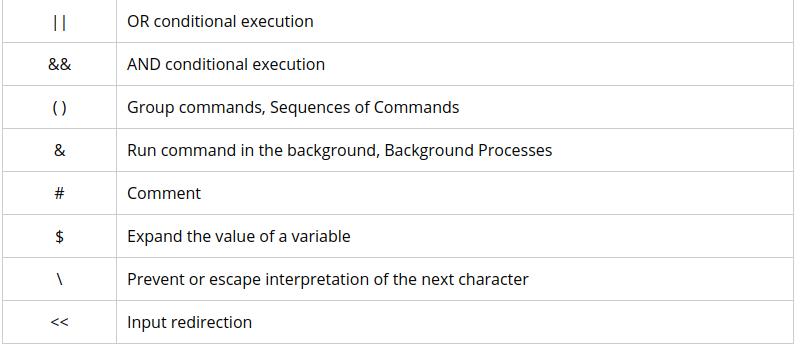 || OR conditional execution
&& AND conditional execution
( ) Group commands, Sequences of Commands
& Run command in the background, Background Processes
# Comment
$ Expand the value of a variable
\ Prevent or escape interpretation of the next character
<< Input redirection